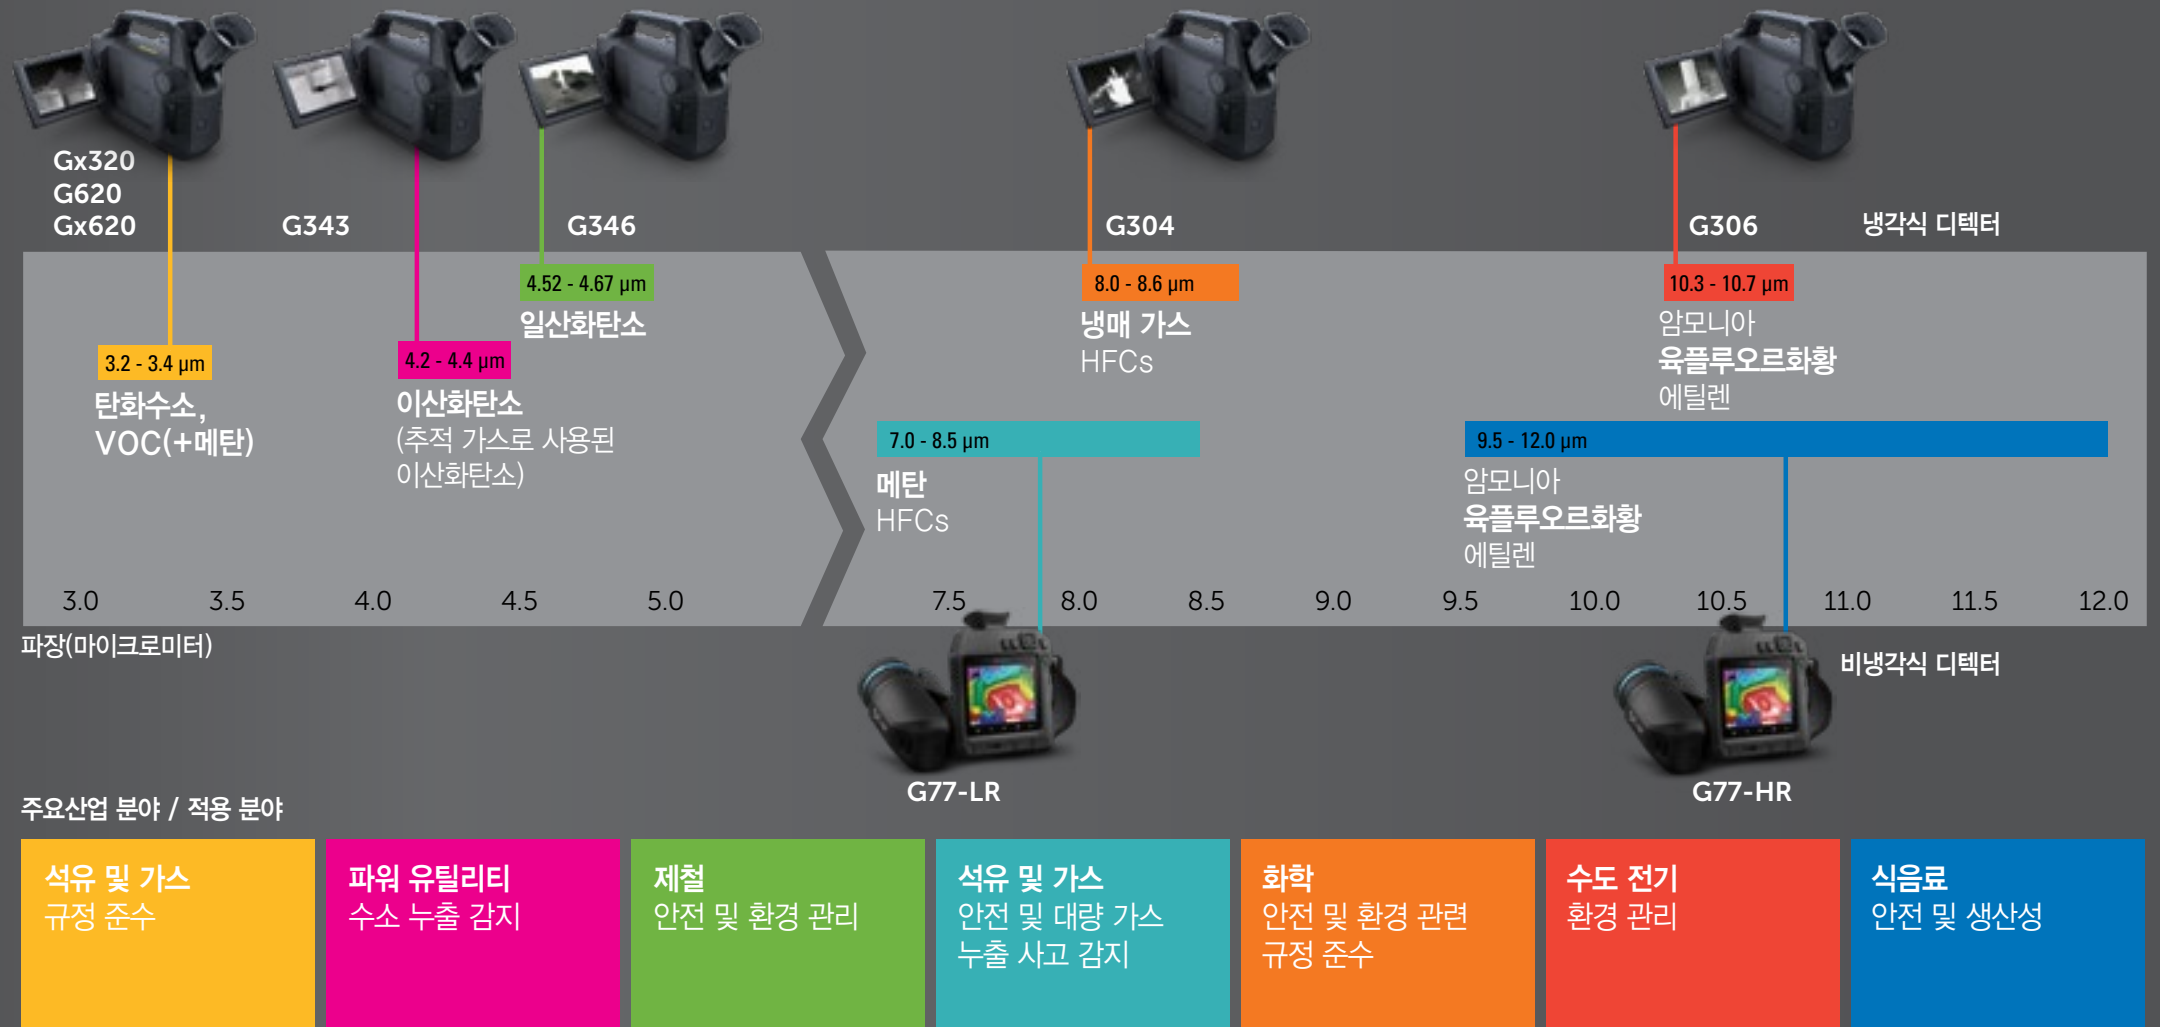 Gx320
G620
Gx620
G343
G346
G304
G306
냉각식 디텍터
4.52 - 4.67 µm
일산화탄소
3.2 - 3.4 µm
탄화수소,
VOC(+메탄)
4.2 - 4.4 µm
이산화탄소
(추적 가스로 사용된
이산화탄소)
8.0 - 8.6 µm
냉매 가스
HFCs
10.3 - 10.7 µm
암모니아
육플루오르화황
에틸렌
7.0 - 8.5 µm
메탄
HFCs
9.5 - 12.0 µm
암모니아
육플루오르화황
에틸렌
3.0 3.5 4.0 4.5 5.0 7.5 8.0 8.5 9.0 9.5 10.0 10.5 11.0 11.5 12.0
파장(마이크로미터)
비냉각식 디텍터
G77-LR
G77-HR
주요산업 분야 / 적용 분야
석유 및 가스
규정 준수
파워 유틸리티
수소 누출 감지
제철
안전 및 환경 관리
석유 및 가스
안전 및 대량 가스
누출 사고 감지
화학
안전 및 환경 관련
규정 준수
수도 전기
환경 관리
식음료
안전 및 생산성